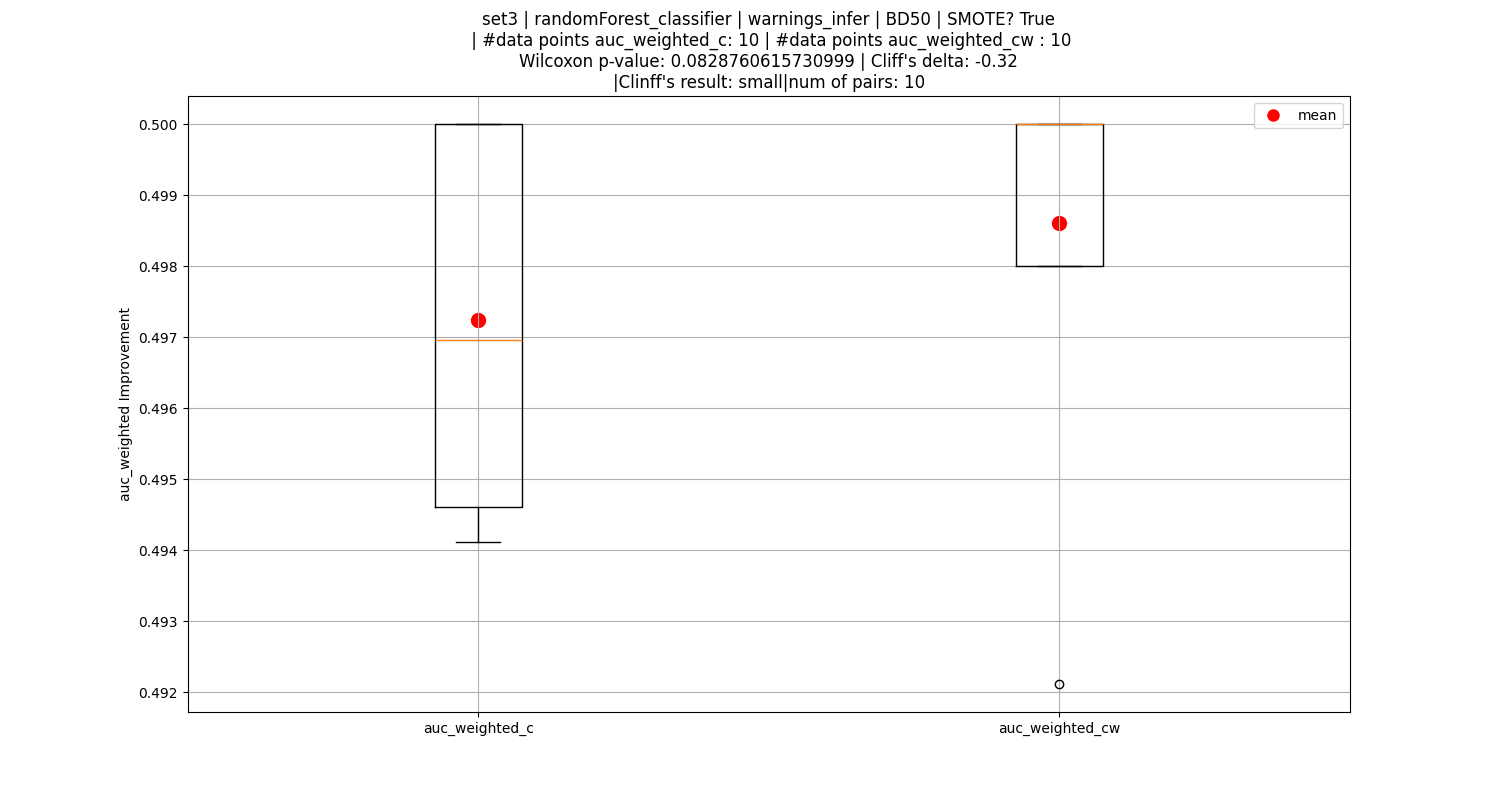 set3 | randomForest_classifier | warnings_infer | BD50 | SMOTE? True
| #data points auc_weighted_c: 10 | #data points auc_weighted_cw : 10
Wilcoxon p-value: 0.0828760615730999 | Cliff's delta: -0.32
|Clinff's result: small|num of pairs: 10
mean
0.500
0.499
0.498
0.497
0.496
0.495
0.494
0.493
0.492
auc_weighted Improvement
auc_weighted_c
auc_weighted_cw